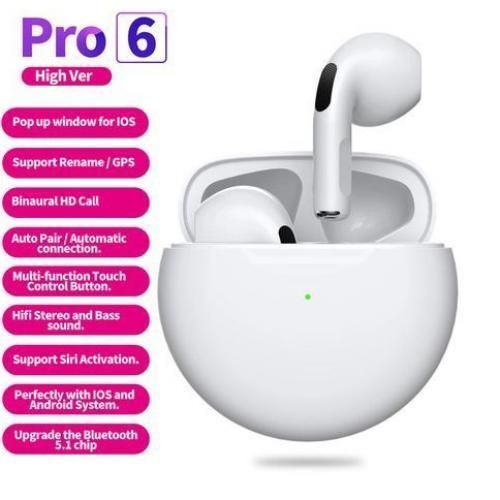 Pro 6
High Ver
Pop up window for IOS
Support Rename / GPS
Binaural HD Call
Auto Pair / Automatic
connection.
Multi-function Touch
Control Button.
Hifi Stereo and Bass
sound.
Support Siri Activation.
Perfectly with IOS and
Android System.
Upgrade the Bluetooth
5.1 chip